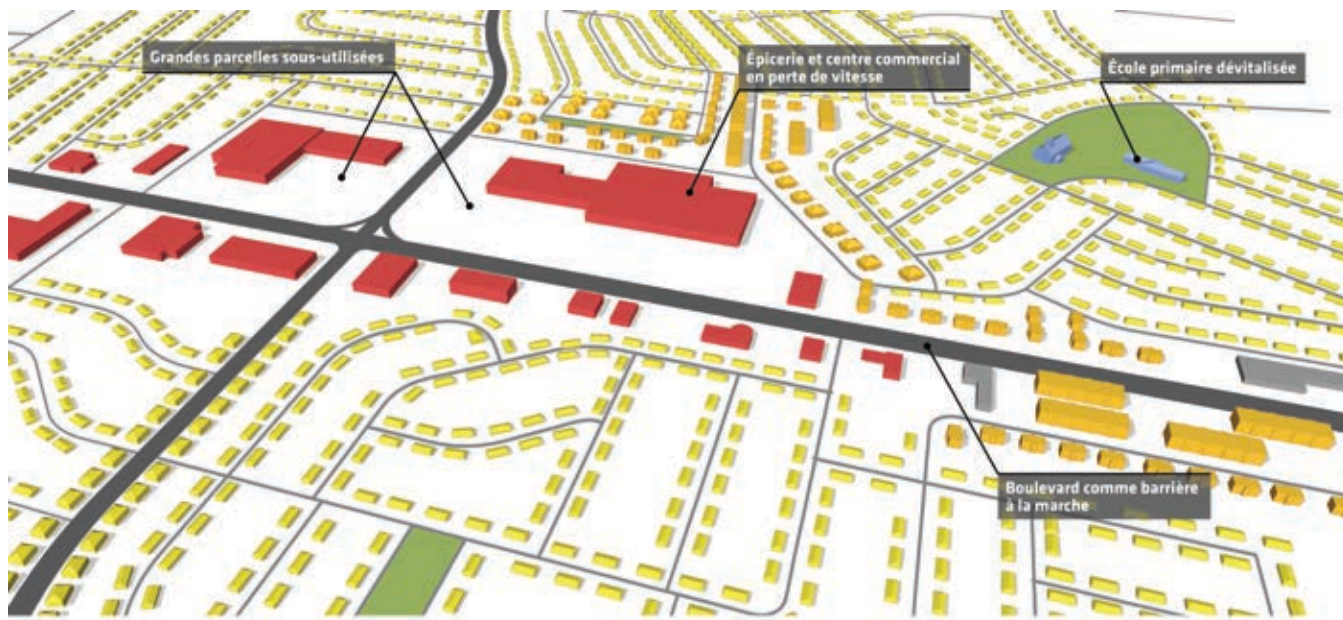 Grandes parcelles sous-utilisées
Épicerie et centre commercial
en perte de vitesse
École primaire dévitalisée
Boulevard comme barrière
à la marche